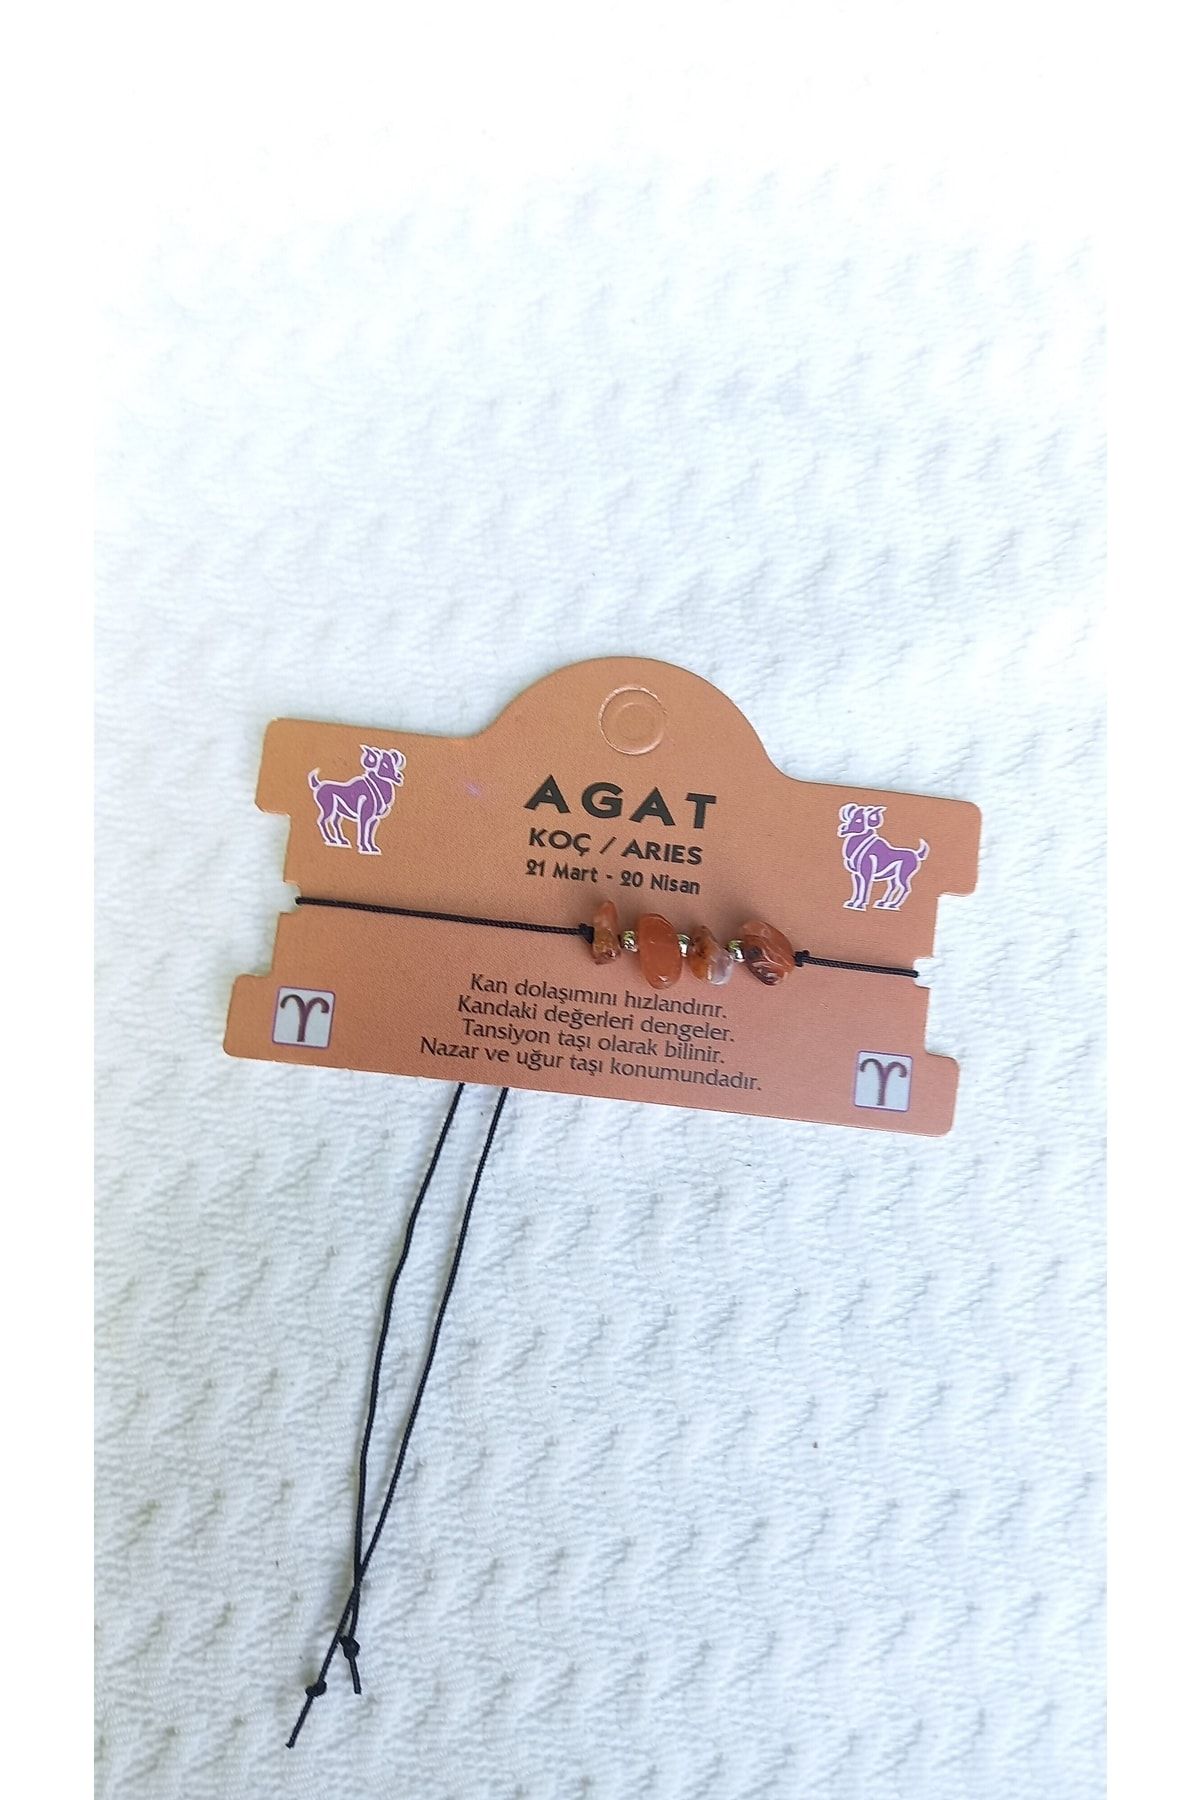 AGAT
KOÇ / ARIES
21 Mart - 20 Nisan
Kan dolaşımını hızlandırır.
Kandaki değerleri dengeler.
Tansiyon taşı olarak bilinir.
Nazar ve uğur taşı konumundadır.